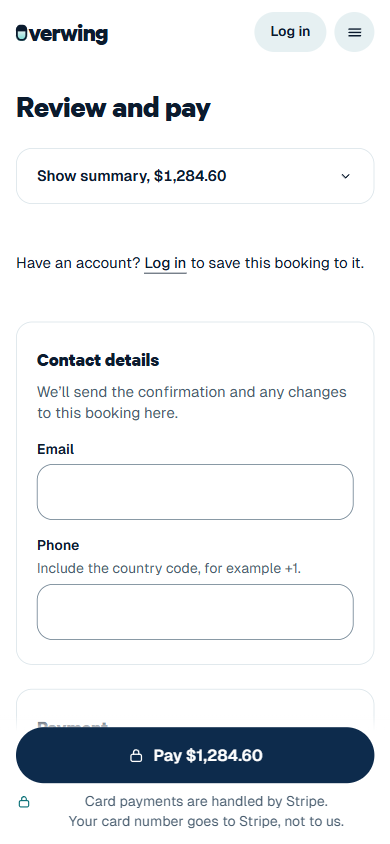 Overwing
Log in
Review and pay
Show summary, $1,284.60
Have an account? Log in to save this booking to it.
Contact details
We’ll send the confirmation and any changes
to this booking here.
Email
Phone
Include the country code, for example +1.
Payment
Pay $1,284.60
Card payments are handled by Stripe.
Your card number goes to Stripe, not to us.